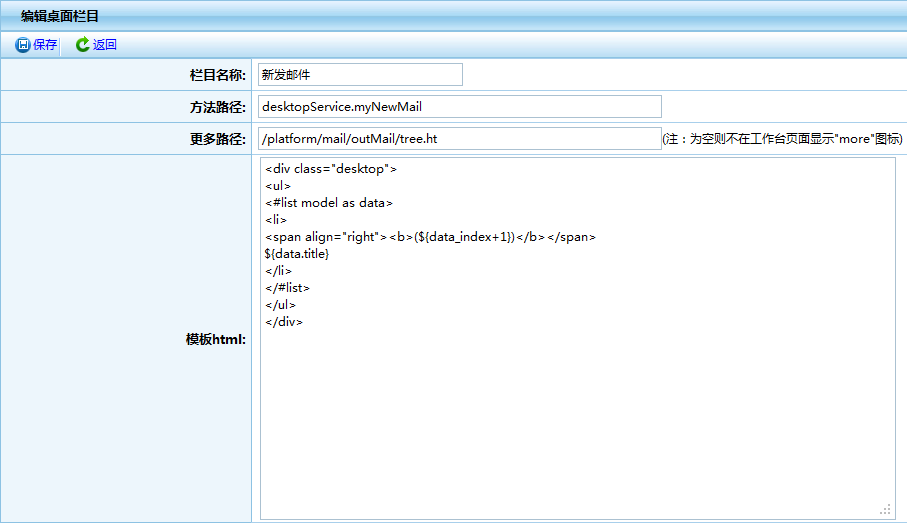 编辑桌面栏目
保存 返回
栏目名称: 新发邮件
方法路径: desktopService.myNewMail
更多路径: /platform/mail/outMail/tree.ht (注：为空则不在工作台页面显示"more"图标)
模板html:
<div class="desktop">
<ul>
<#list model as data>
<li>
<span align="right"><b>(${data_index+1})</b></span>
${data.title}
</li>
</#list>
</ul>
</div>